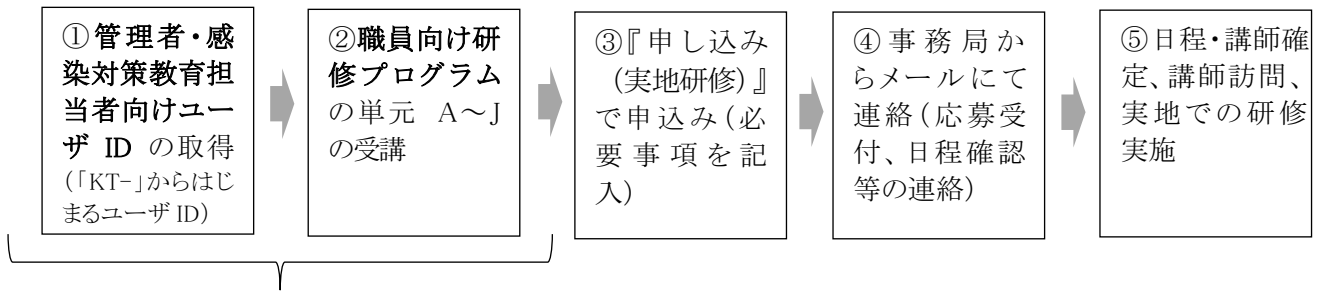 ①管理者・感
染対策教育担
当者向けユー
ザ ID の取得
（「KT-」からはじ
まるユーザ ID）
②職員向け研
修プログラム
の単元 A～J
の受講
③『申し込み
（実地研修）』
で申込み（必
要事項を記
入）
④事務局か
らメールにて
連絡（応募受
付、日程確認
等の連絡）
⑤日程・講師確
定、講師訪問、
実地での研修
実施